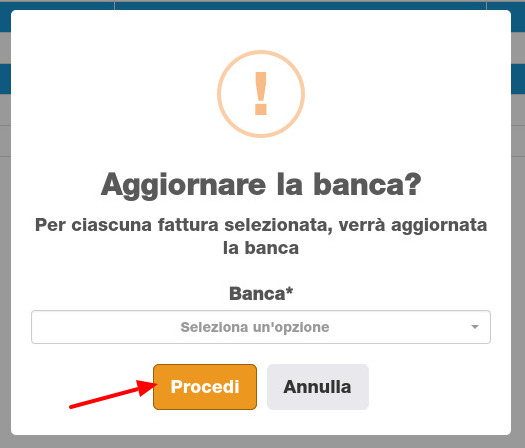 !
Aggiornare la banca?
Per ciascuna fattura selezionata, verrà aggiornata
la banca
Banca*
Seleziona un'opzione
Procedi
Annulla